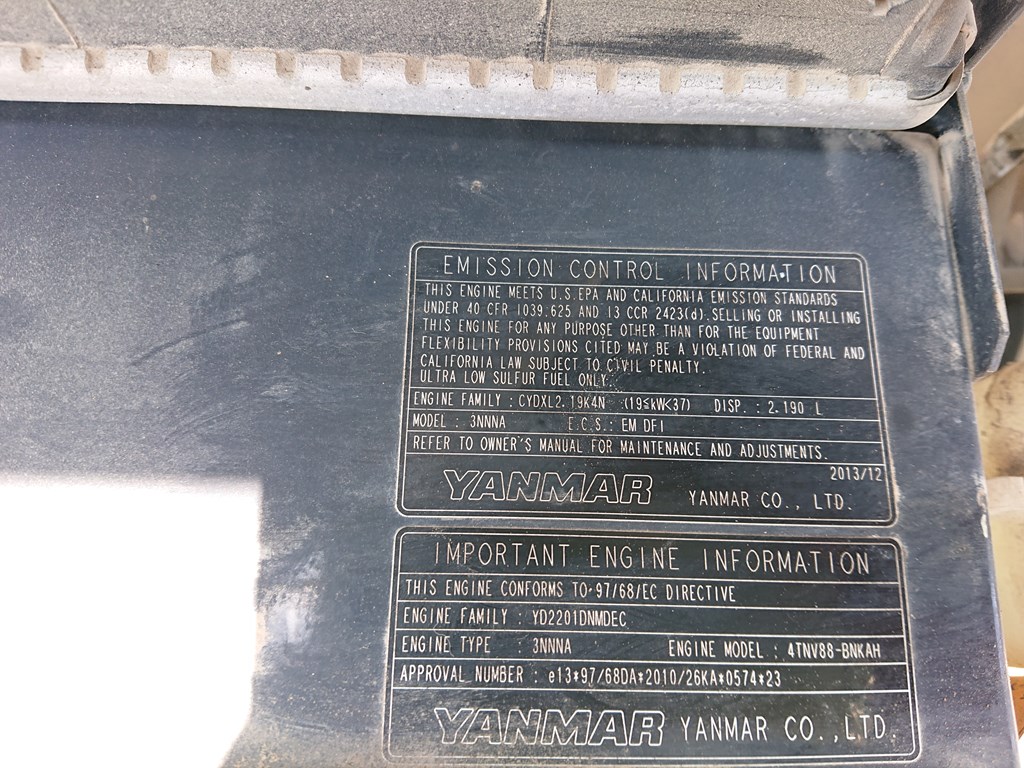 EMISSION CONTROL INFORMATION
THIS ENGINE MEETS U.S.EPA AND CALIFORNIA EMISSION STANDARDS
UNDER 40 CFR 1039.625 AND 13 CCR 2423(d).SELLING OR INSTALLING
THIS ENGINE FOR ANY PURPOSE OTHER THAN FOR THE EQUIPMENT
FLEXIBILITY PROVISIONS CITED MAY BE A VIOLATION OF FEDERAL AND
CALIFORNIA LAW SUBJECT TO CIVIL PENALTY.
ULTRA LOW SULFUR FUEL ONLY.
ENGINE FAMILY : CYDXL2.19K4N (19≦kW<37) DISP. : 2.190 L
MODEL : 3NNNA E.C.S.: EM DFI
REFER TO OWNER'S MANUAL FOR MAINTENANCE AND ADJUSTMENTS.
2013/12
YANMAR YANMAR CO., LTD.
IMPORTANT ENGINE INFORMATION
THIS ENGINE CONFORMS TO 97/68/EC DIRECTIVE
ENGINE FAMILY : YD2201DNMDEC
ENGINE TYPE : 3NNNA ENGINE MODEL : 4TNV88-BNKAH
APPROVAL NUMBER : e13*97/68DA*2010/26KA*0574*23
YANMAR YANMAR CO.,LTD.